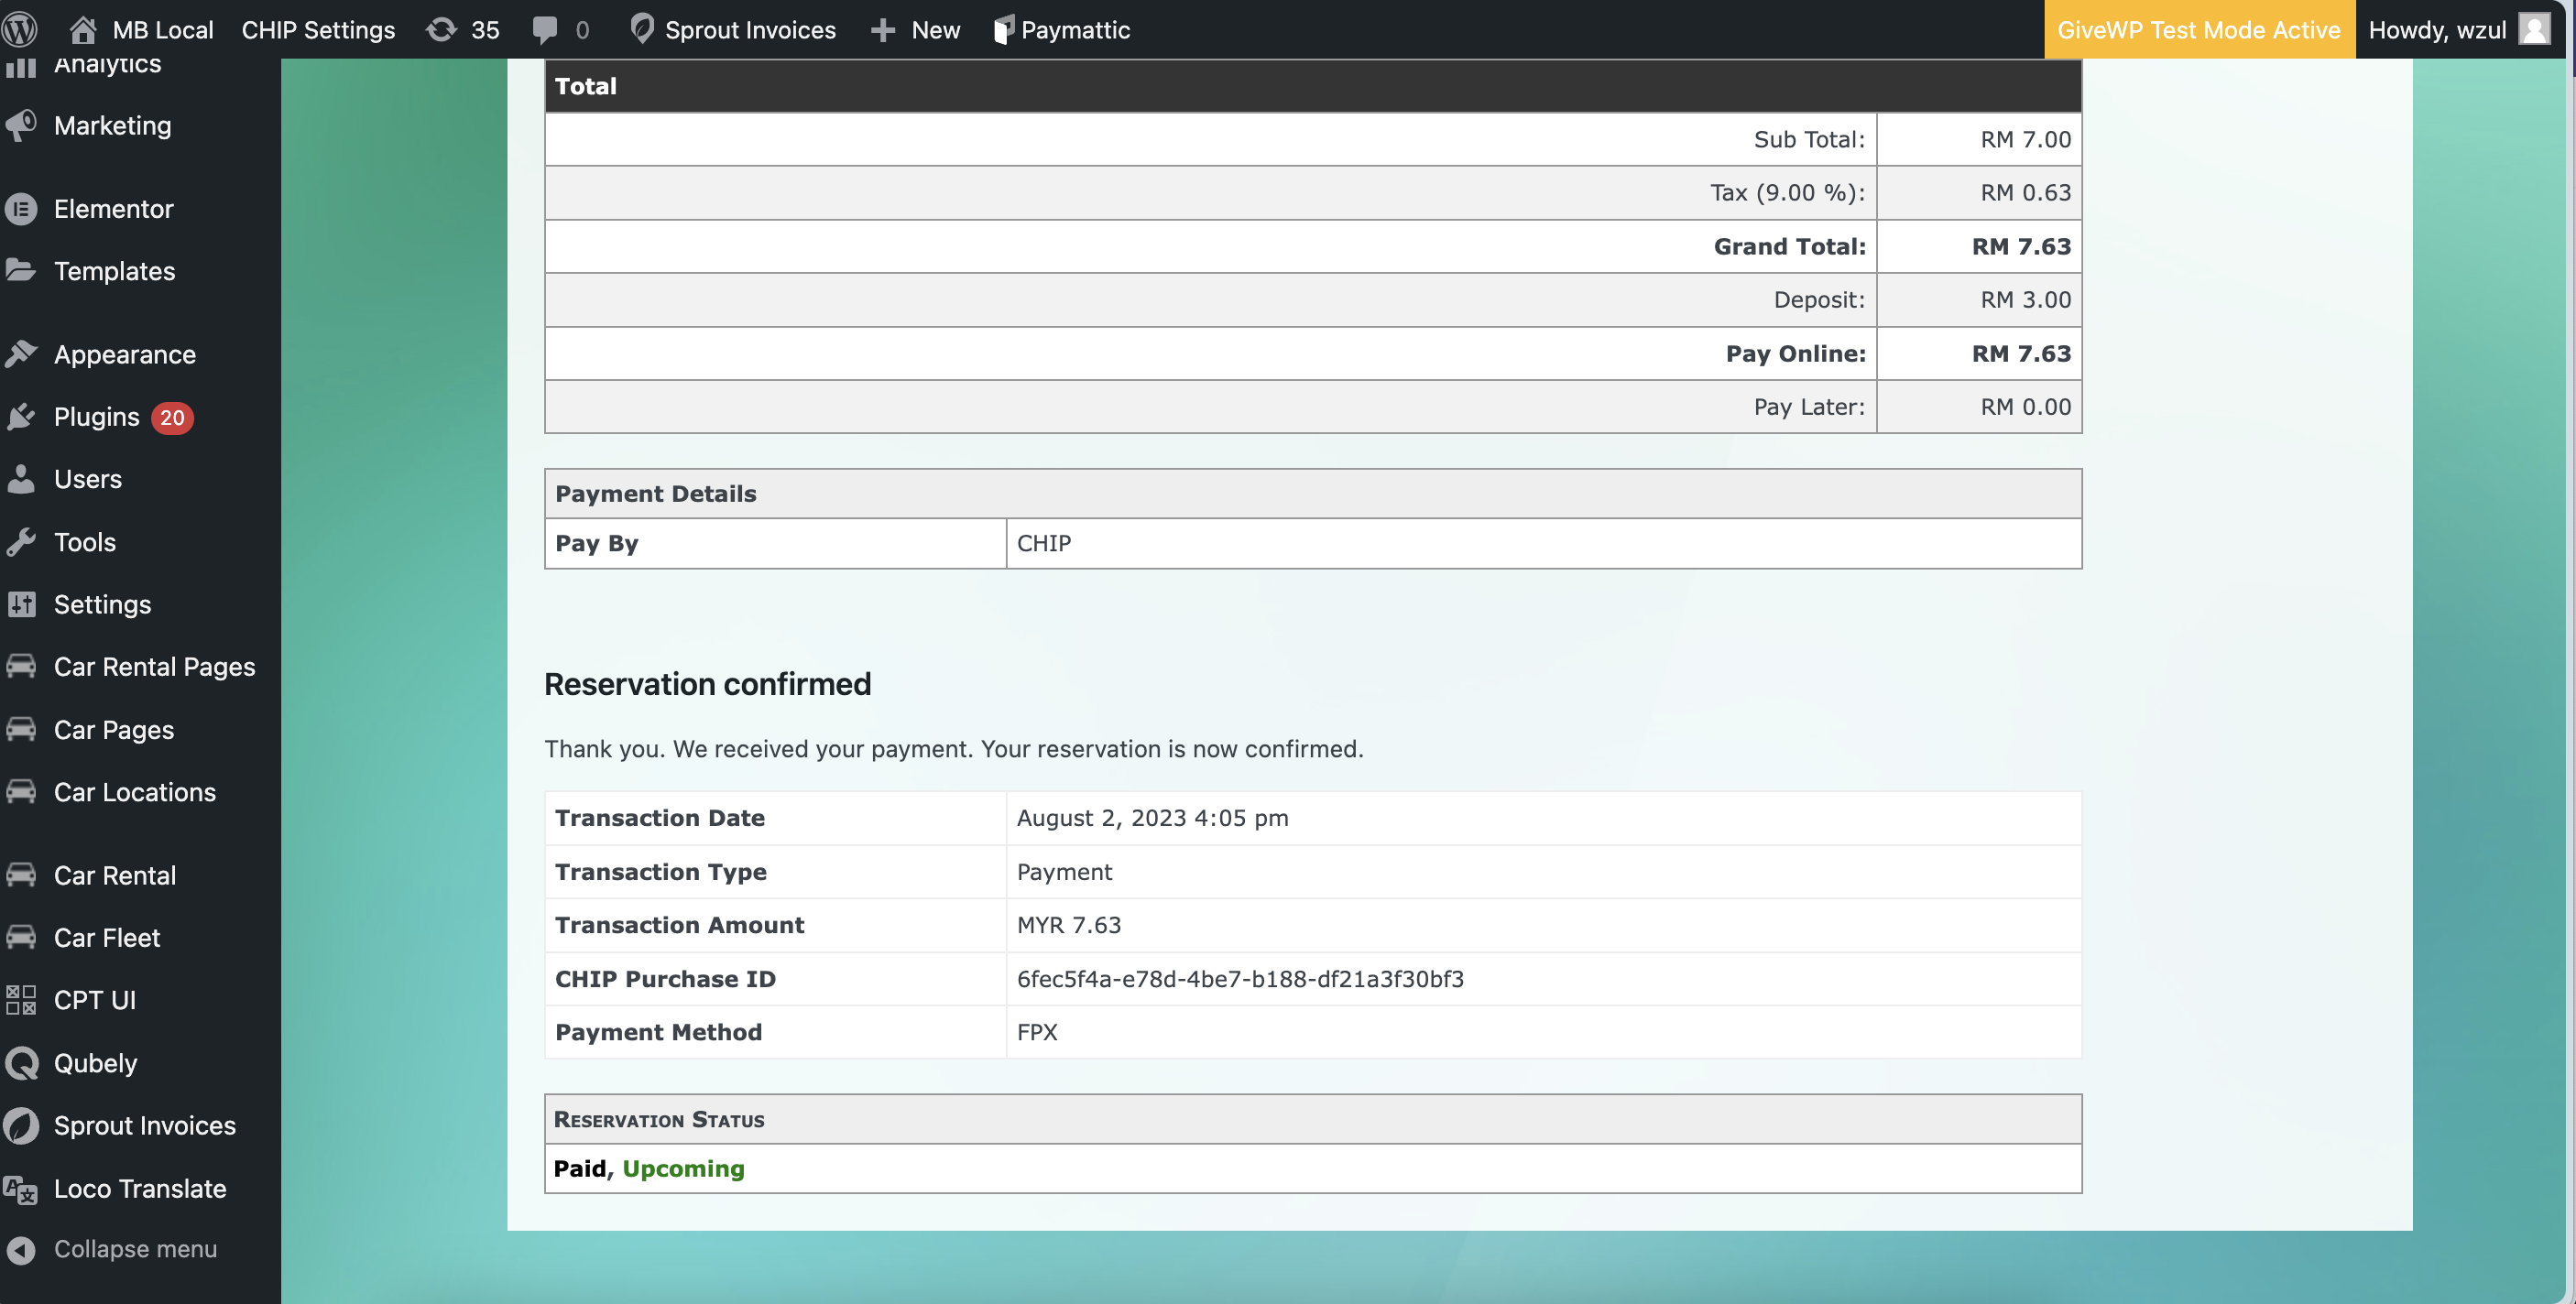 MB Local
CHIP Settings
35
0
Sprout Invoices
New
Paymattic
GiveWP Test Mode Active
Howdy, wzul
Analytics
Marketing
Elementor
Templates
Appearance
Plugins 20
Users
Tools
Settings
Car Rental Pages
Car Pages
Car Locations
Car Rental
Car Fleet
CPT UI
Qubely
Sprout Invoices
Loco Translate
Collapse menu
Total
Sub Total: RM 7.00
Tax (9.00 %): RM 0.63
Grand Total: RM 7.63
Deposit: RM 3.00
Pay Online: RM 7.63
Pay Later: RM 0.00
Payment Details
Pay By CHIP
Reservation confirmed
Thank you. We received your payment. Your reservation is now confirmed.
Transaction Date August 2, 2023 4:05 pm
Transaction Type Payment
Transaction Amount MYR 7.63
CHIP Purchase ID 6fec5f4a-e78d-4be7-b188-df21a3f30bf3
Payment Method FPX
Reservation Status
Paid, Upcoming